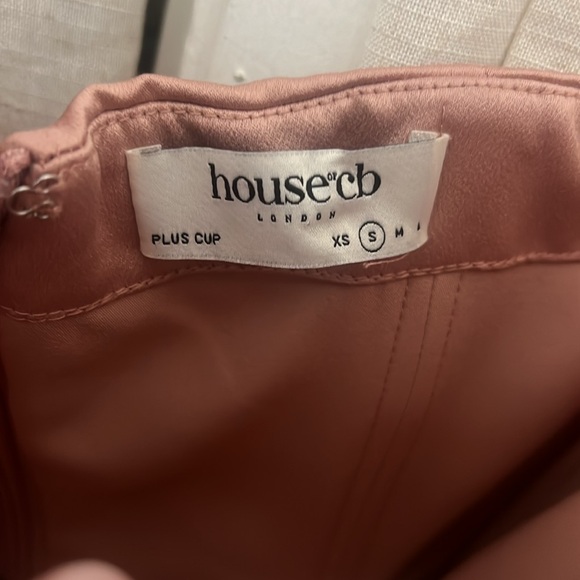 house of cb
LONDON
PLUS CUP XS S M